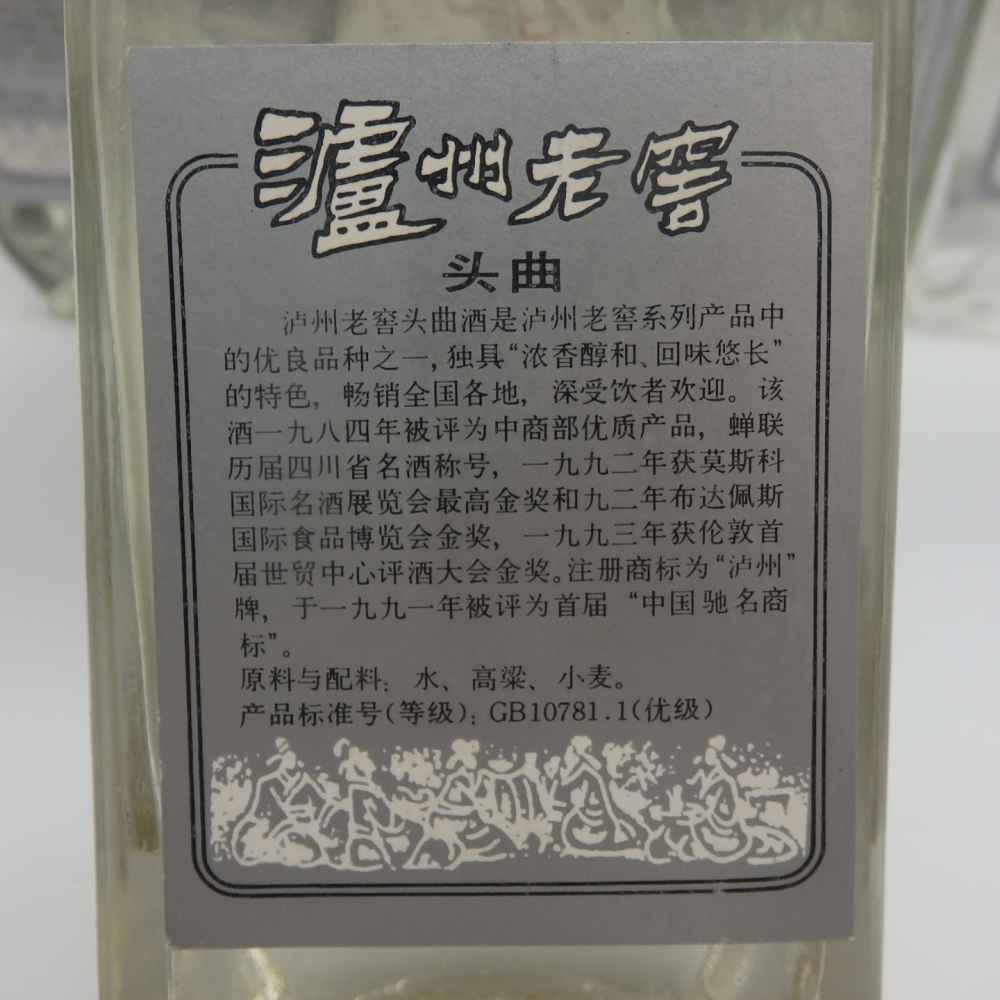 瀘州老窖
头曲
泸州老窖头曲酒是泸州老窖系列产品中
的优良品种之一,独具“浓香醇和、回味悠长”
的特色，畅销全国各地，深受饮者欢迎。该
酒一九八四年被评为中商部优质产品，蝉联
历届四川省名酒称号，一九九二年获莫斯科
国际名酒展览会最高金奖和九二年布达佩斯
国际食品博览会金奖，一九九三年获伦敦首
届世贸中心评酒大会金奖。注册商标为“泸州”
牌，于一九九一年被评为首届“中国驰名商
标”。
原料与配料：水、高粱、小麦。
产品标准号(等级)：GB10781.1(优级)